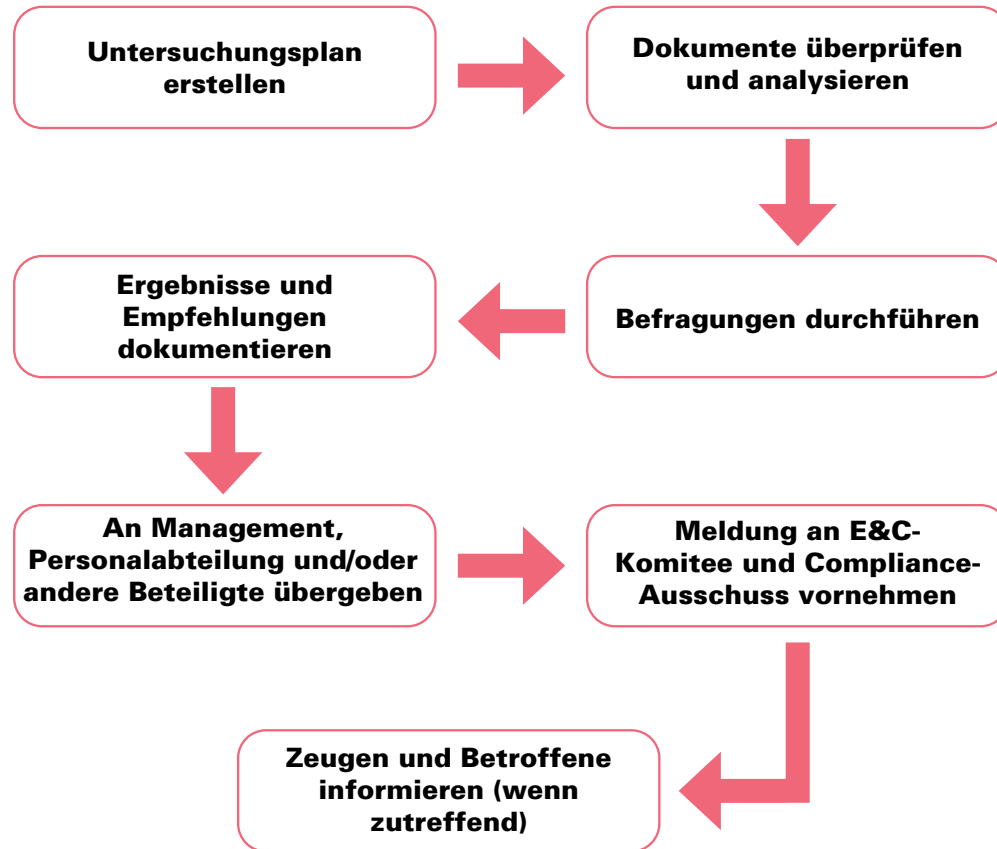 Untersuchungsplan
erstellen
Dokumente überprüfen
und analysieren
Befragungen durchführen
Ergebnisse und
Empfehlungen
dokumentieren
An Management,
Personalabteilung und/oder
andere Beteiligte übergeben
Meldung an E&C-
Komitee und Compliance-
Ausschuss vornehmen
Zeugen und Betroffene
informieren (wenn
zutreffend)